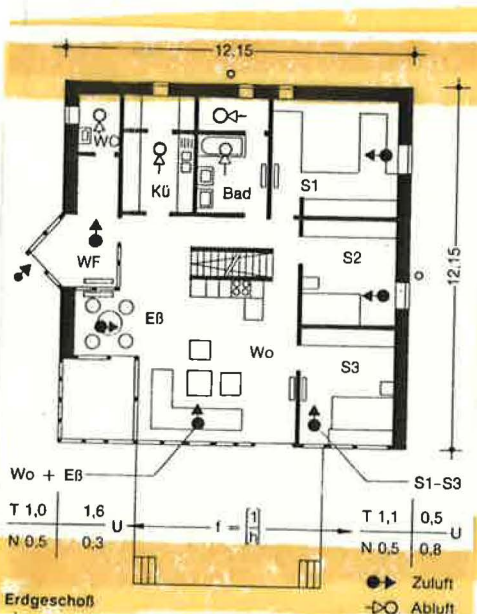 12,15
WC
Kü
Bad
S1
WF
S2
12,15
Eß
Wo
S3
Wo + Eß
S1-S3
T 1,0 1,6 U f = [1/h] T 1,1 0,5 U
N 0,5 0,3 N 0,5 0,8
Zuluft
Erdgeschoß
Abluft